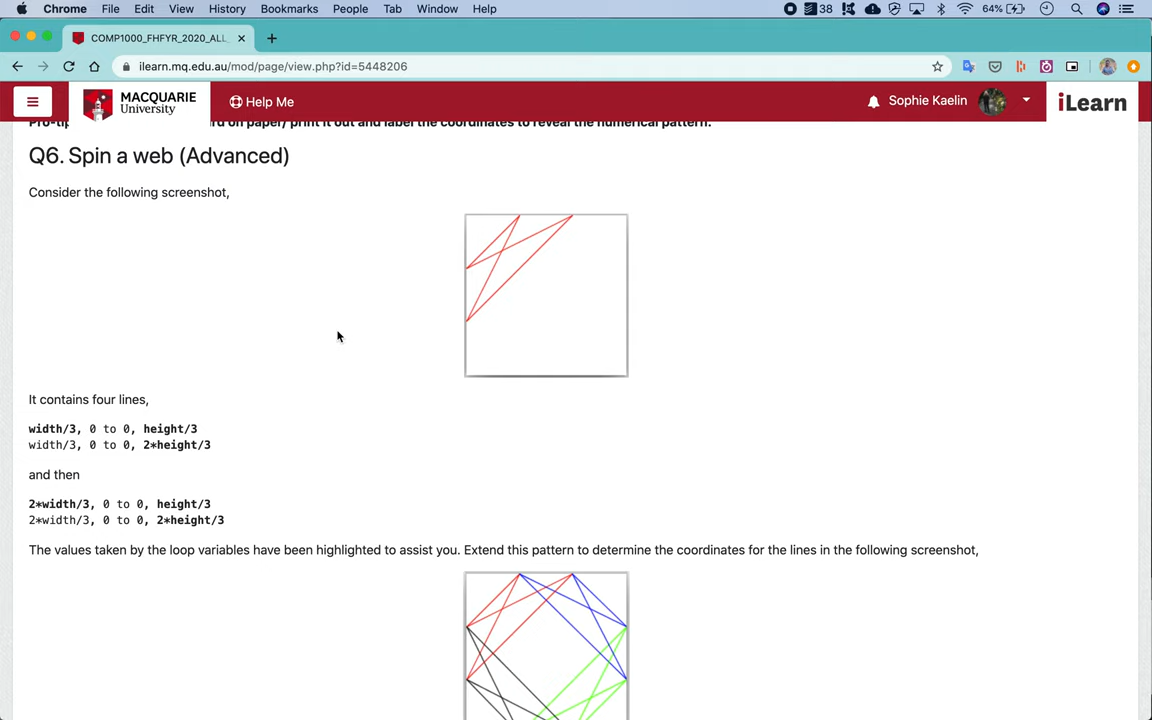 Chrome File Edit View History Bookmarks People Tab Window Help 38 64%
COMP1000_FHFYR_2020_ALL_
ilearn.mq.edu.au/mod/page/view.php?id=5448206
MACQUARIE
University
Help Me
Sophie Kaelin
iLearn
on paper/ print it out and label the coordinates to reveal the numerical pattern.
Q6. Spin a web (Advanced)
Consider the following screenshot,
It contains four lines,
width/3, 0 to 0, height/3
width/3, 0 to 0, 2*height/3
and then
2*width/3, 0 to 0, height/3
2*width/3, 0 to 0, 2*height/3
The values taken by the loop variables have been highlighted to assist you. Extend this pattern to determine the coordinates for the lines in the following screenshot,